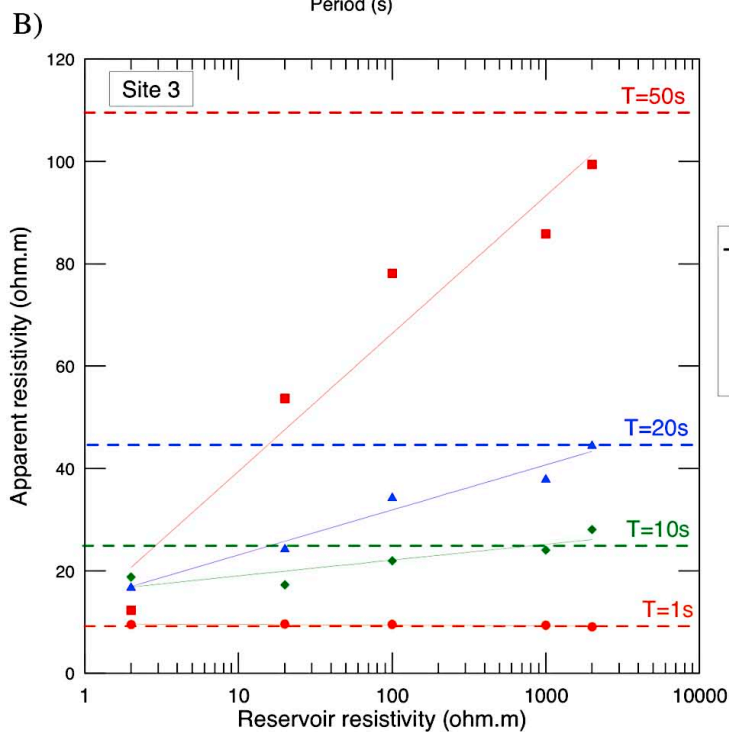 Period (s)
B)
120
Site 3
T=50s
100
80
60
T=20s
40
T=10s
20
T=1s
0
1
10
100
1000
10000
Apparent resistivity (ohm.m)
Reservoir resistivity (ohm.m)